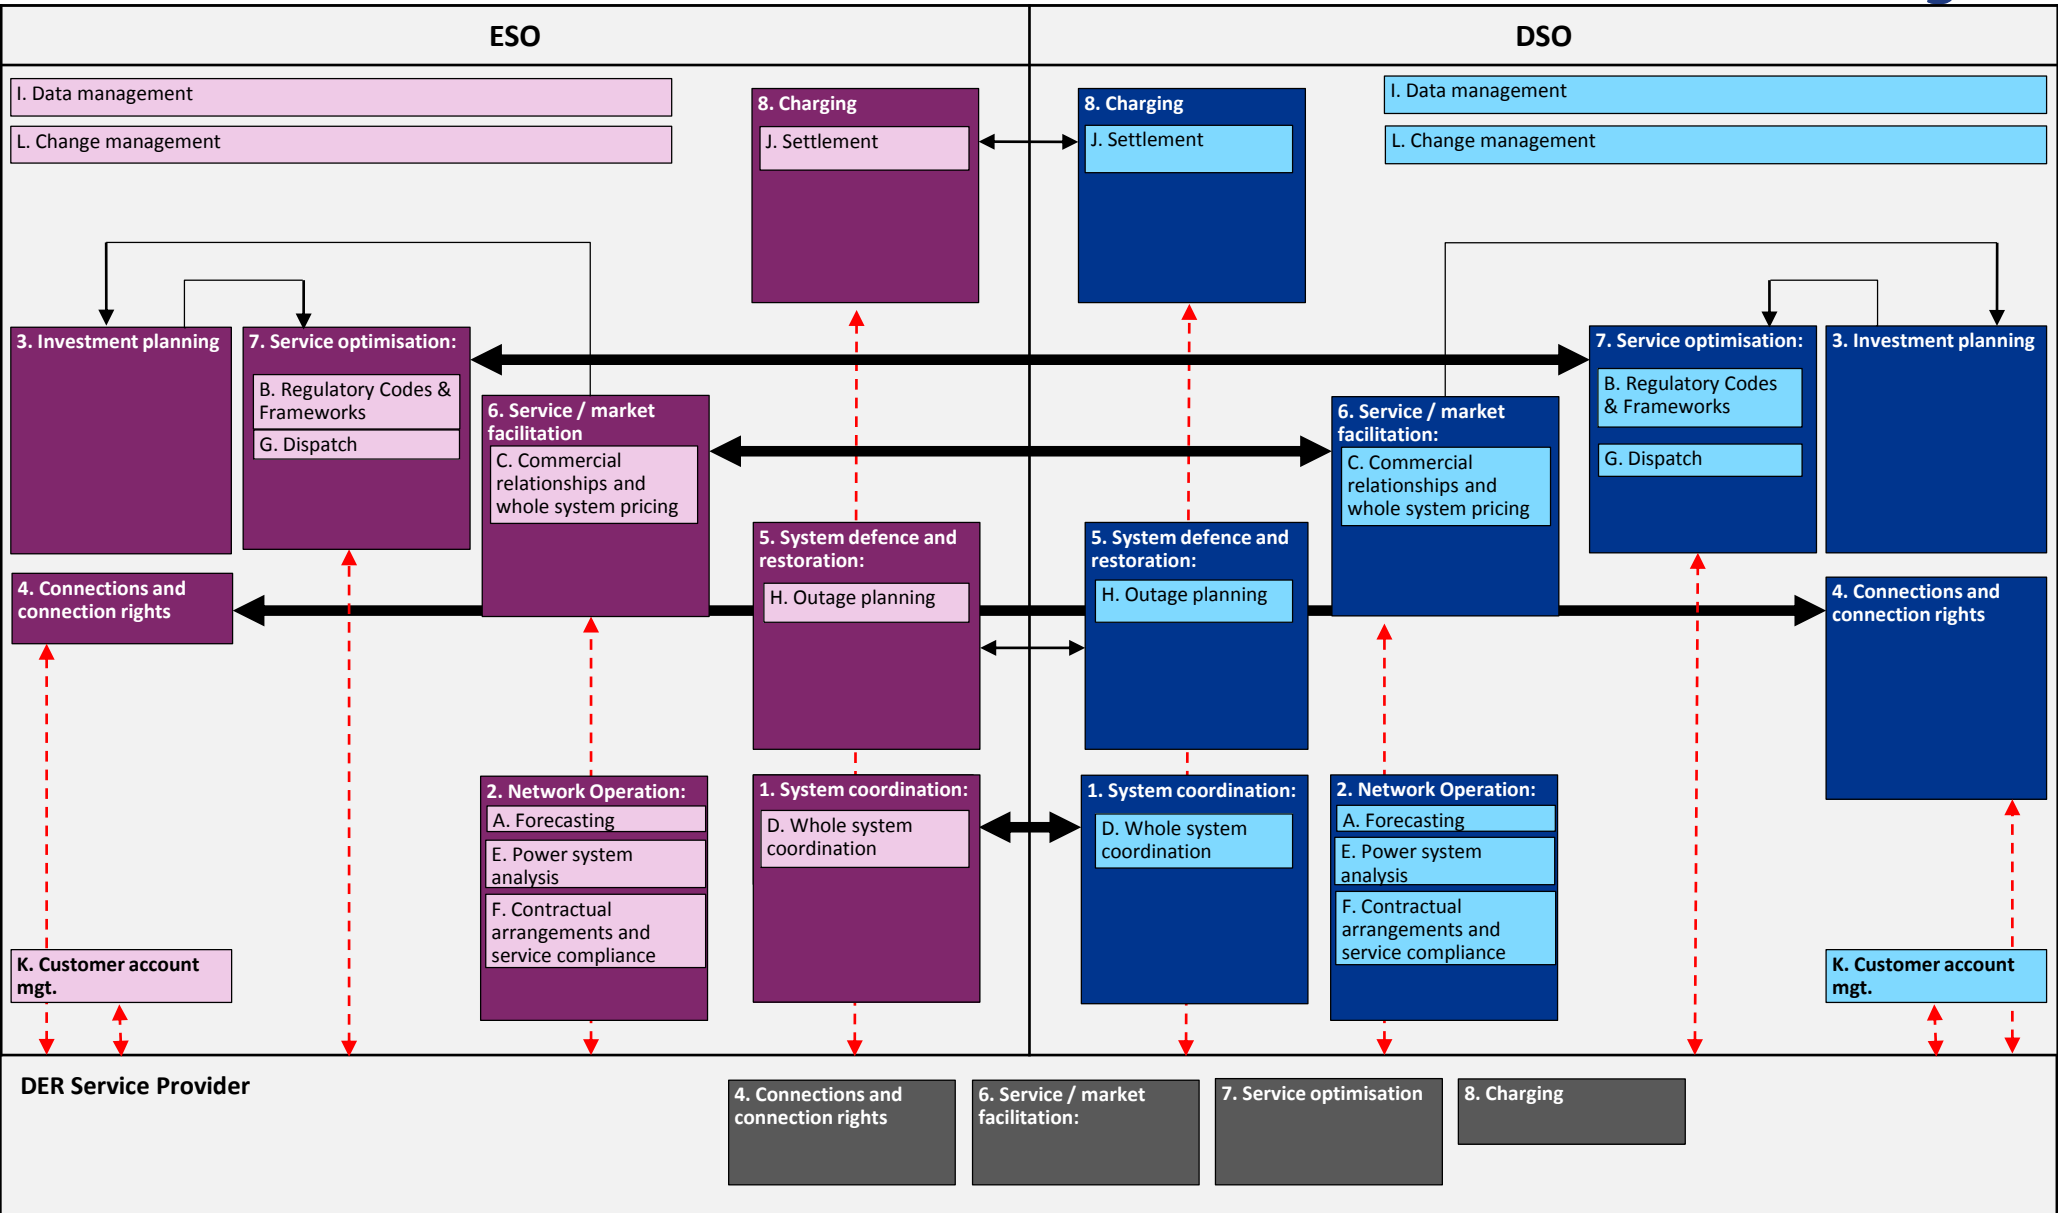 ESO
DSO
I. Data management
L. Change management
8. Charging
J. Settlement
8. Charging
J. Settlement
I. Data management
L. Change management
3. Investment planning
7. Service optimisation:
B. Regulatory Codes &
Frameworks
G. Dispatch
6. Service / market
facilitation
C. Commercial
relationships and
whole system pricing
6. Service / market
facilitation:
C. Commercial
relationships and
whole system pricing
7. Service optimisation:
B. Regulatory Codes
& Frameworks
G. Dispatch
3. Investment planning
4. Connections and
connection rights
5. System defence and
restoration:
H. Outage planning
5. System defence and
restoration:
H. Outage planning
4. Connections and
connection rights
2. Network Operation:
A. Forecasting
E. Power system
analysis
F. Contractual
arrangements and
service compliance
1. System coordination:
D. Whole system
coordination
1. System coordination:
D. Whole system
coordination
2. Network Operation:
A. Forecasting
E. Power system
analysis
F. Contractual
arrangements and
service compliance
K. Customer account
mgt.
K. Customer account
mgt.
DER Service Provider
4. Connections and
connection rights
6. Service / market
facilitation:
7. Service optimisation
8. Charging